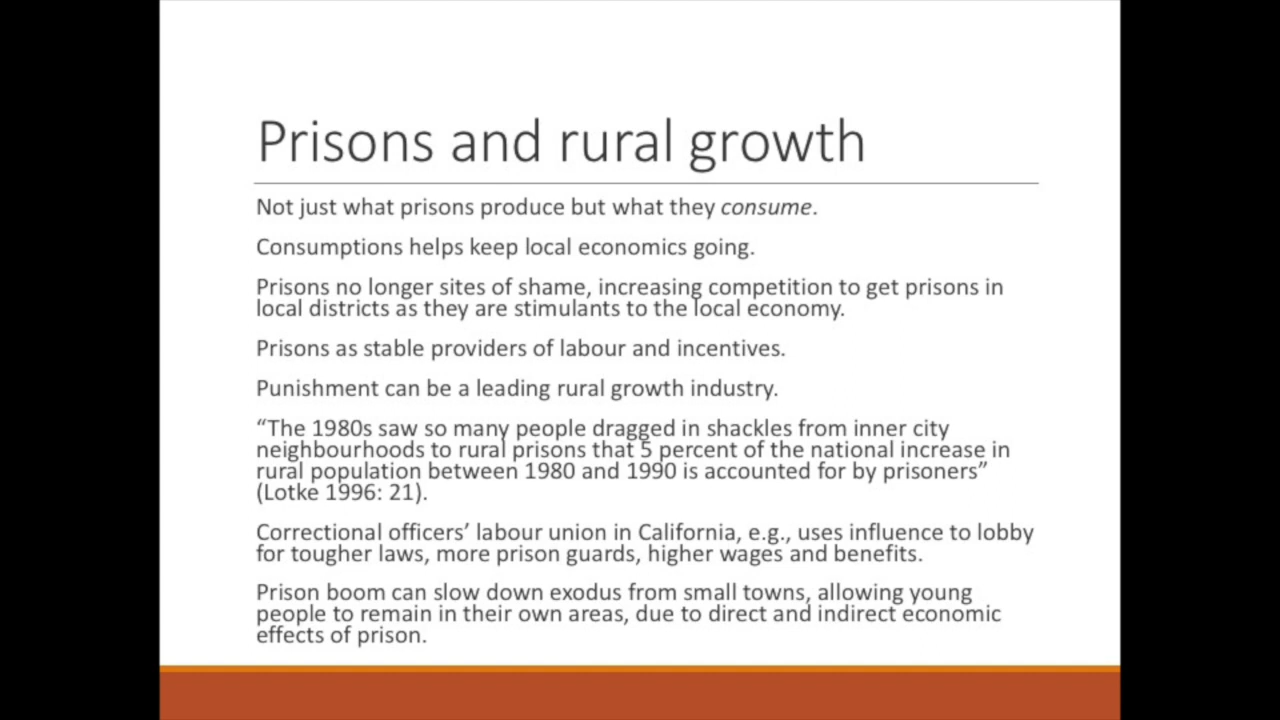 Prisons and rural growth
Not just what prisons produce but what they consume.
Consumptions helps keep local economics going.
Prisons no longer sites of shame, increasing competition to get prisons in
local districts as they are stimulants to the local economy.
Prisons as stable providers of labour and incentives.
Punishment can be a leading rural growth industry.
“The 1980s saw so many people dragged in shackles from inner city
neighbourhoods to rural prisons that 5 percent of the national increase in
rural population between 1980 and 1990 is accounted for by prisoners”
(Lotke 1996: 21).
Correctional officers’ labour union in California, e.g., uses influence to lobby
for tougher laws, more prison guards, higher wages and benefits.
Prison boom can slow down exodus from small towns, allowing young
people to remain in their own areas, due to direct and indirect economic
effects of prison.